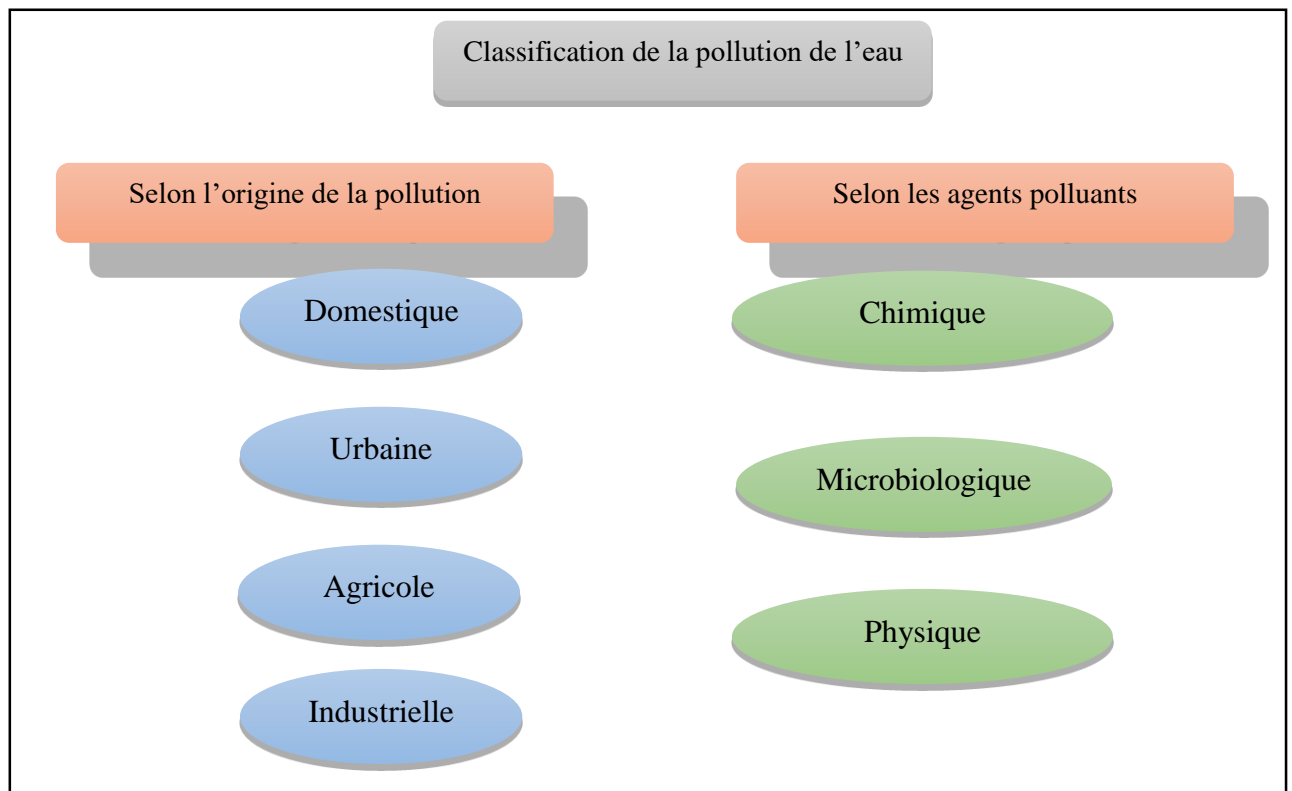 Classification de la pollution de l’eau
Selon l’origine de la pollution
Domestique
Urbaine
Agricole
Industrielle
Selon les agents polluants
Chimique
Microbiologique
Physique